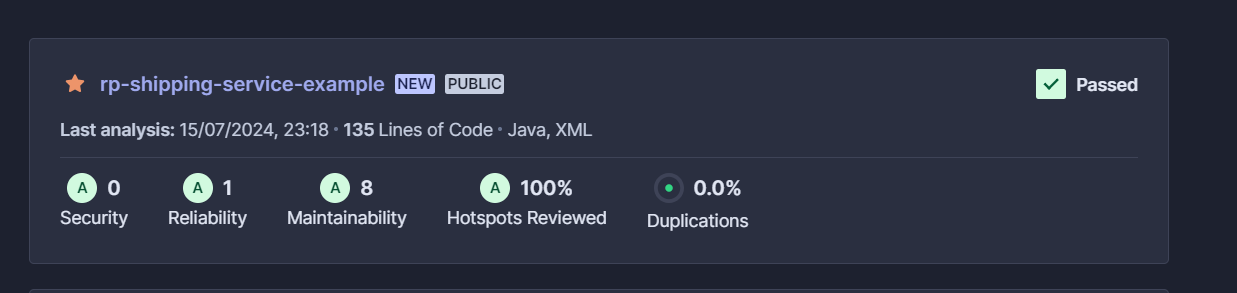 rp-shipping-service-example NEW PUBLIC Passed
Last analysis: 15/07/2024, 23:18 • 135 Lines of Code • Java, XML
A 0 A 1 A 8 A 100% 0.0%
Security Reliability Maintainability Hotspots Reviewed Duplications